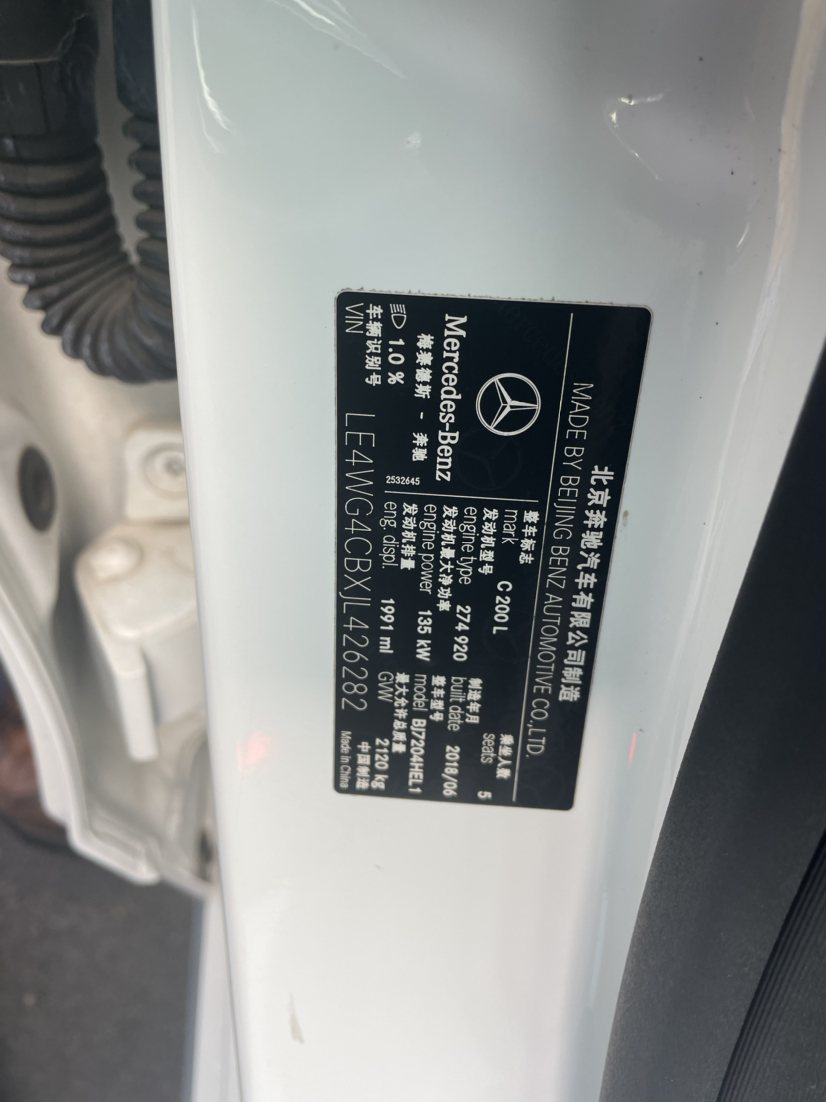 北京奔驰汽车有限公司制造
MADE BY BEIJING BENZ AUTOMOTIVE CO.,LTD.
整车标志
mark C 200 L
乘坐人数
seats 5
发动机型号
engine type 274 920
制造年月
built date 2018/06
Mercedes-Benz
梅赛德斯 - 奔驰
发动机最大净功率
engine power 135 kW
整车型号
model BJ7204HEL1
1.0 %
2532645
发动机排量
eng. displ. 1991 ml
最大允许总质量
GVW 2120 kg
车辆识别号
VIN LE4WG4CBXJL426282
中国制造
Made in China